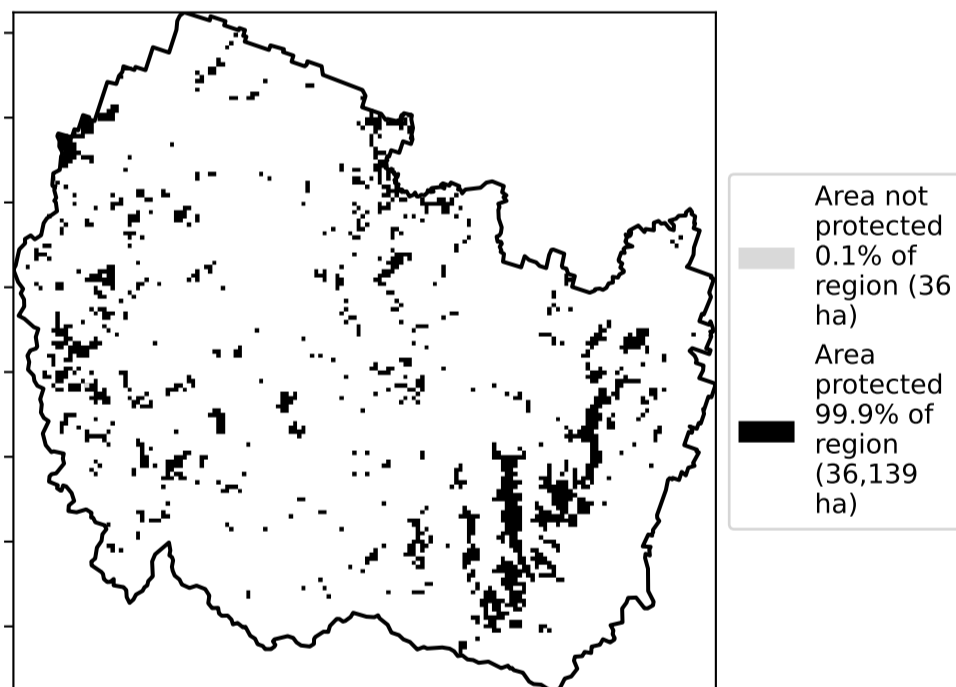 Area not
protected
0.1% of
region (36
ha)
Area
protected
99.9% of
region
(36,139
ha)